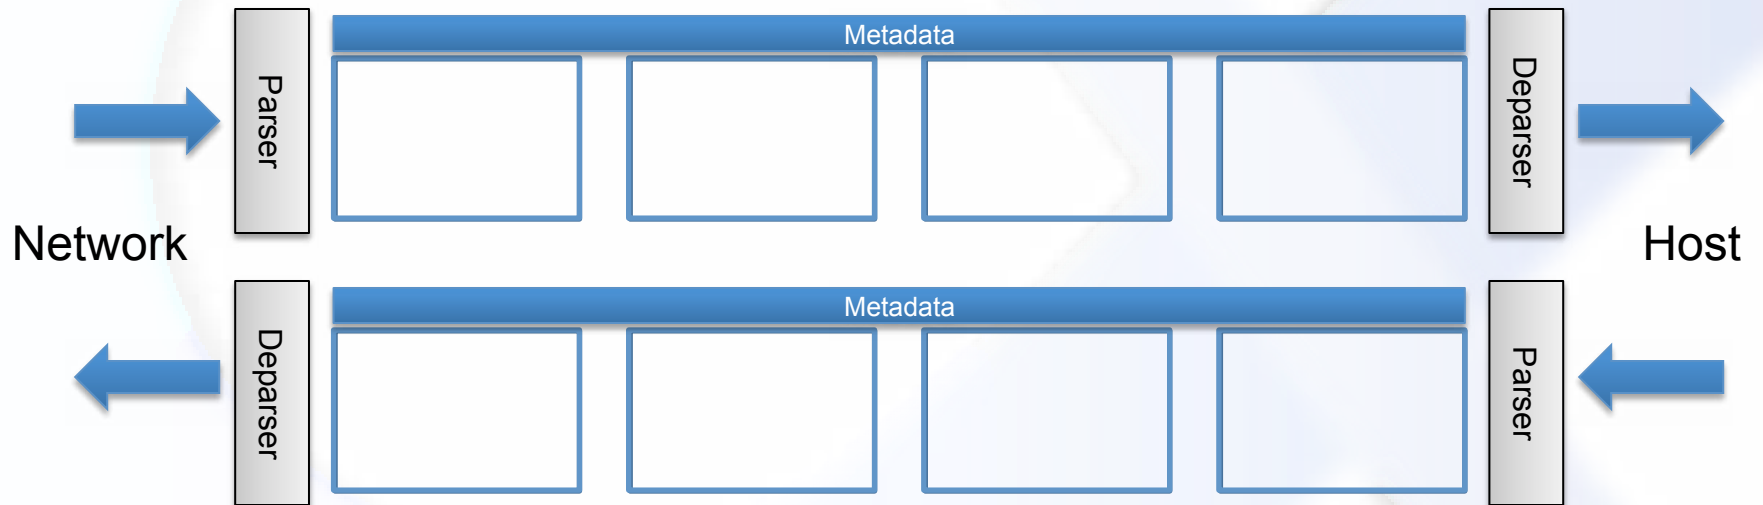 Metadata
Parser
Deparser
Network
Host
Metadata
Deparser
Parser